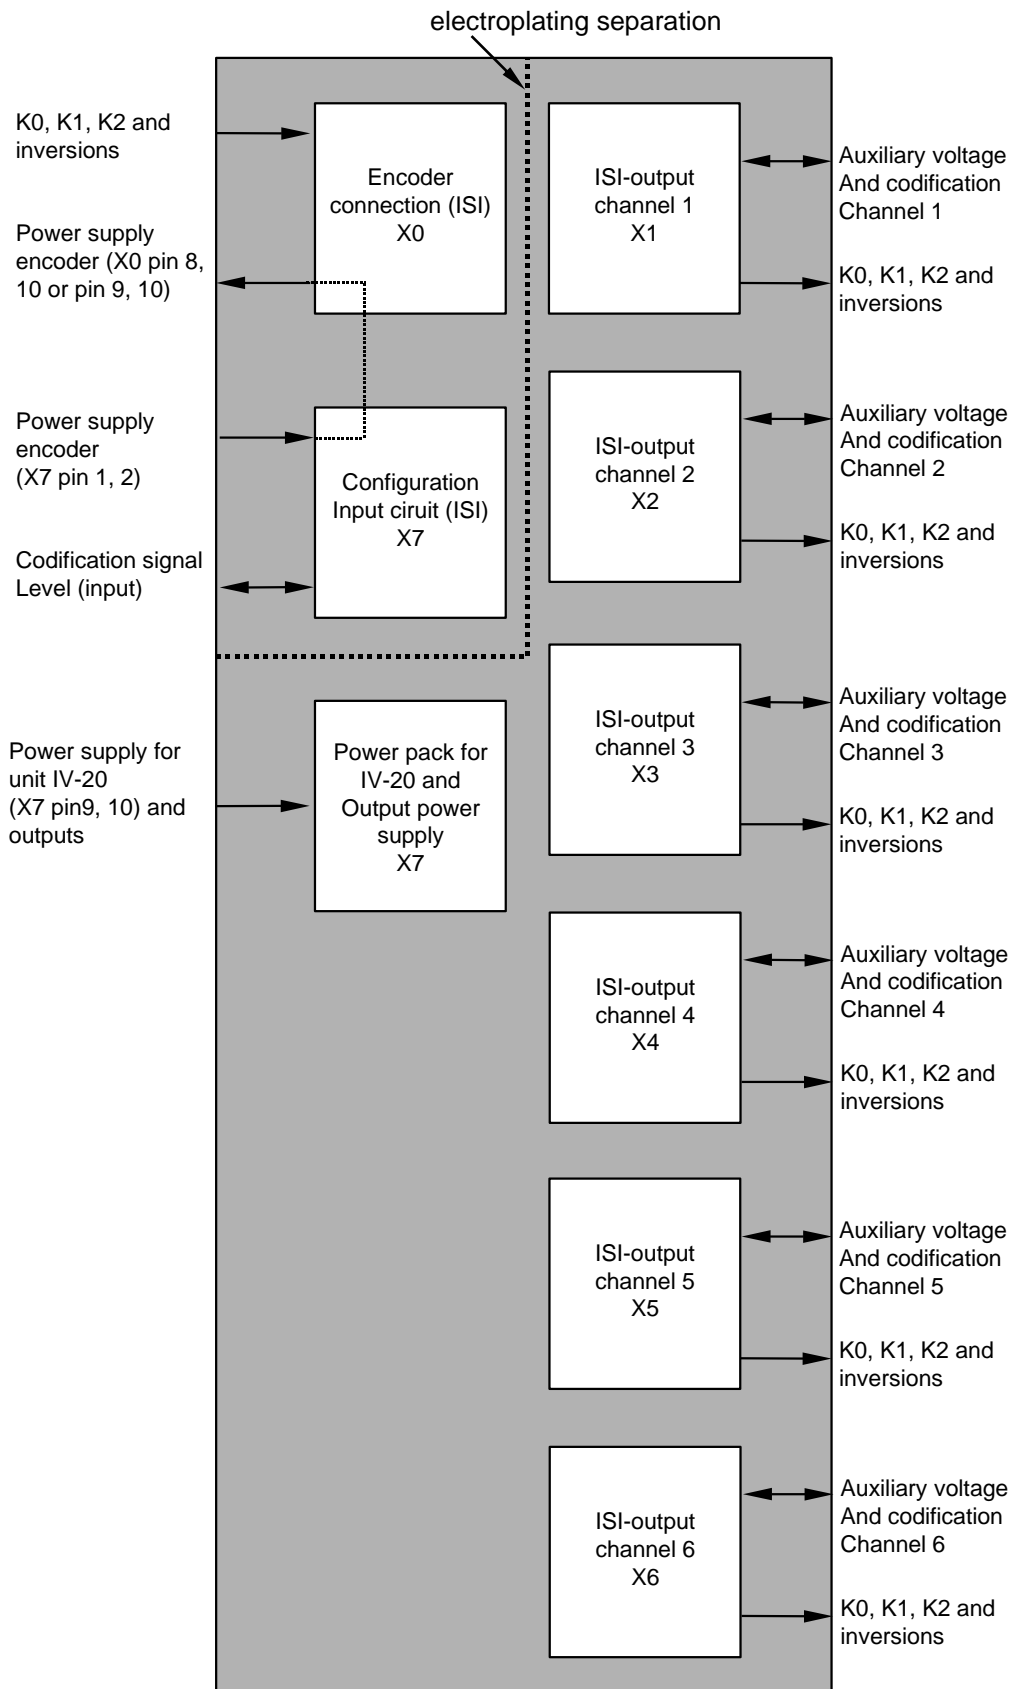 electroplating separation
K0, K1, K2 and
inversions
Power supply
encoder (X0 pin 8,
10 or pin 9, 10)
Power supply
encoder
(X7 pin 1, 2)
Codification signal
Level (input)
Power supply for
unit IV-20
(X7 pin9, 10) and
outputs
Encoder
connection (ISI)
X0
Configuration
Input ciruit (ISI)
X7
Power pack for
IV-20 and
Output power
supply
X7
ISI-output
channel 1
X1
ISI-output
channel 2
X2
ISI-output
channel 3
X3
ISI-output
channel 4
X4
ISI-output
channel 5
X5
ISI-output
channel 6
X6
Auxiliary voltage
And codification
Channel 1
K0, K1, K2 and
inversions
Auxiliary voltage
And codification
Channel 2
K0, K1, K2 and
inversions
Auxiliary voltage
And codification
Channel 3
K0, K1, K2 and
inversions
Auxiliary voltage
And codification
Channel 4
K0, K1, K2 and
inversions
Auxiliary voltage
And codification
Channel 5
K0, K1, K2 and
inversions
Auxiliary voltage
And codification
Channel 6
K0, K1, K2 and
inversions